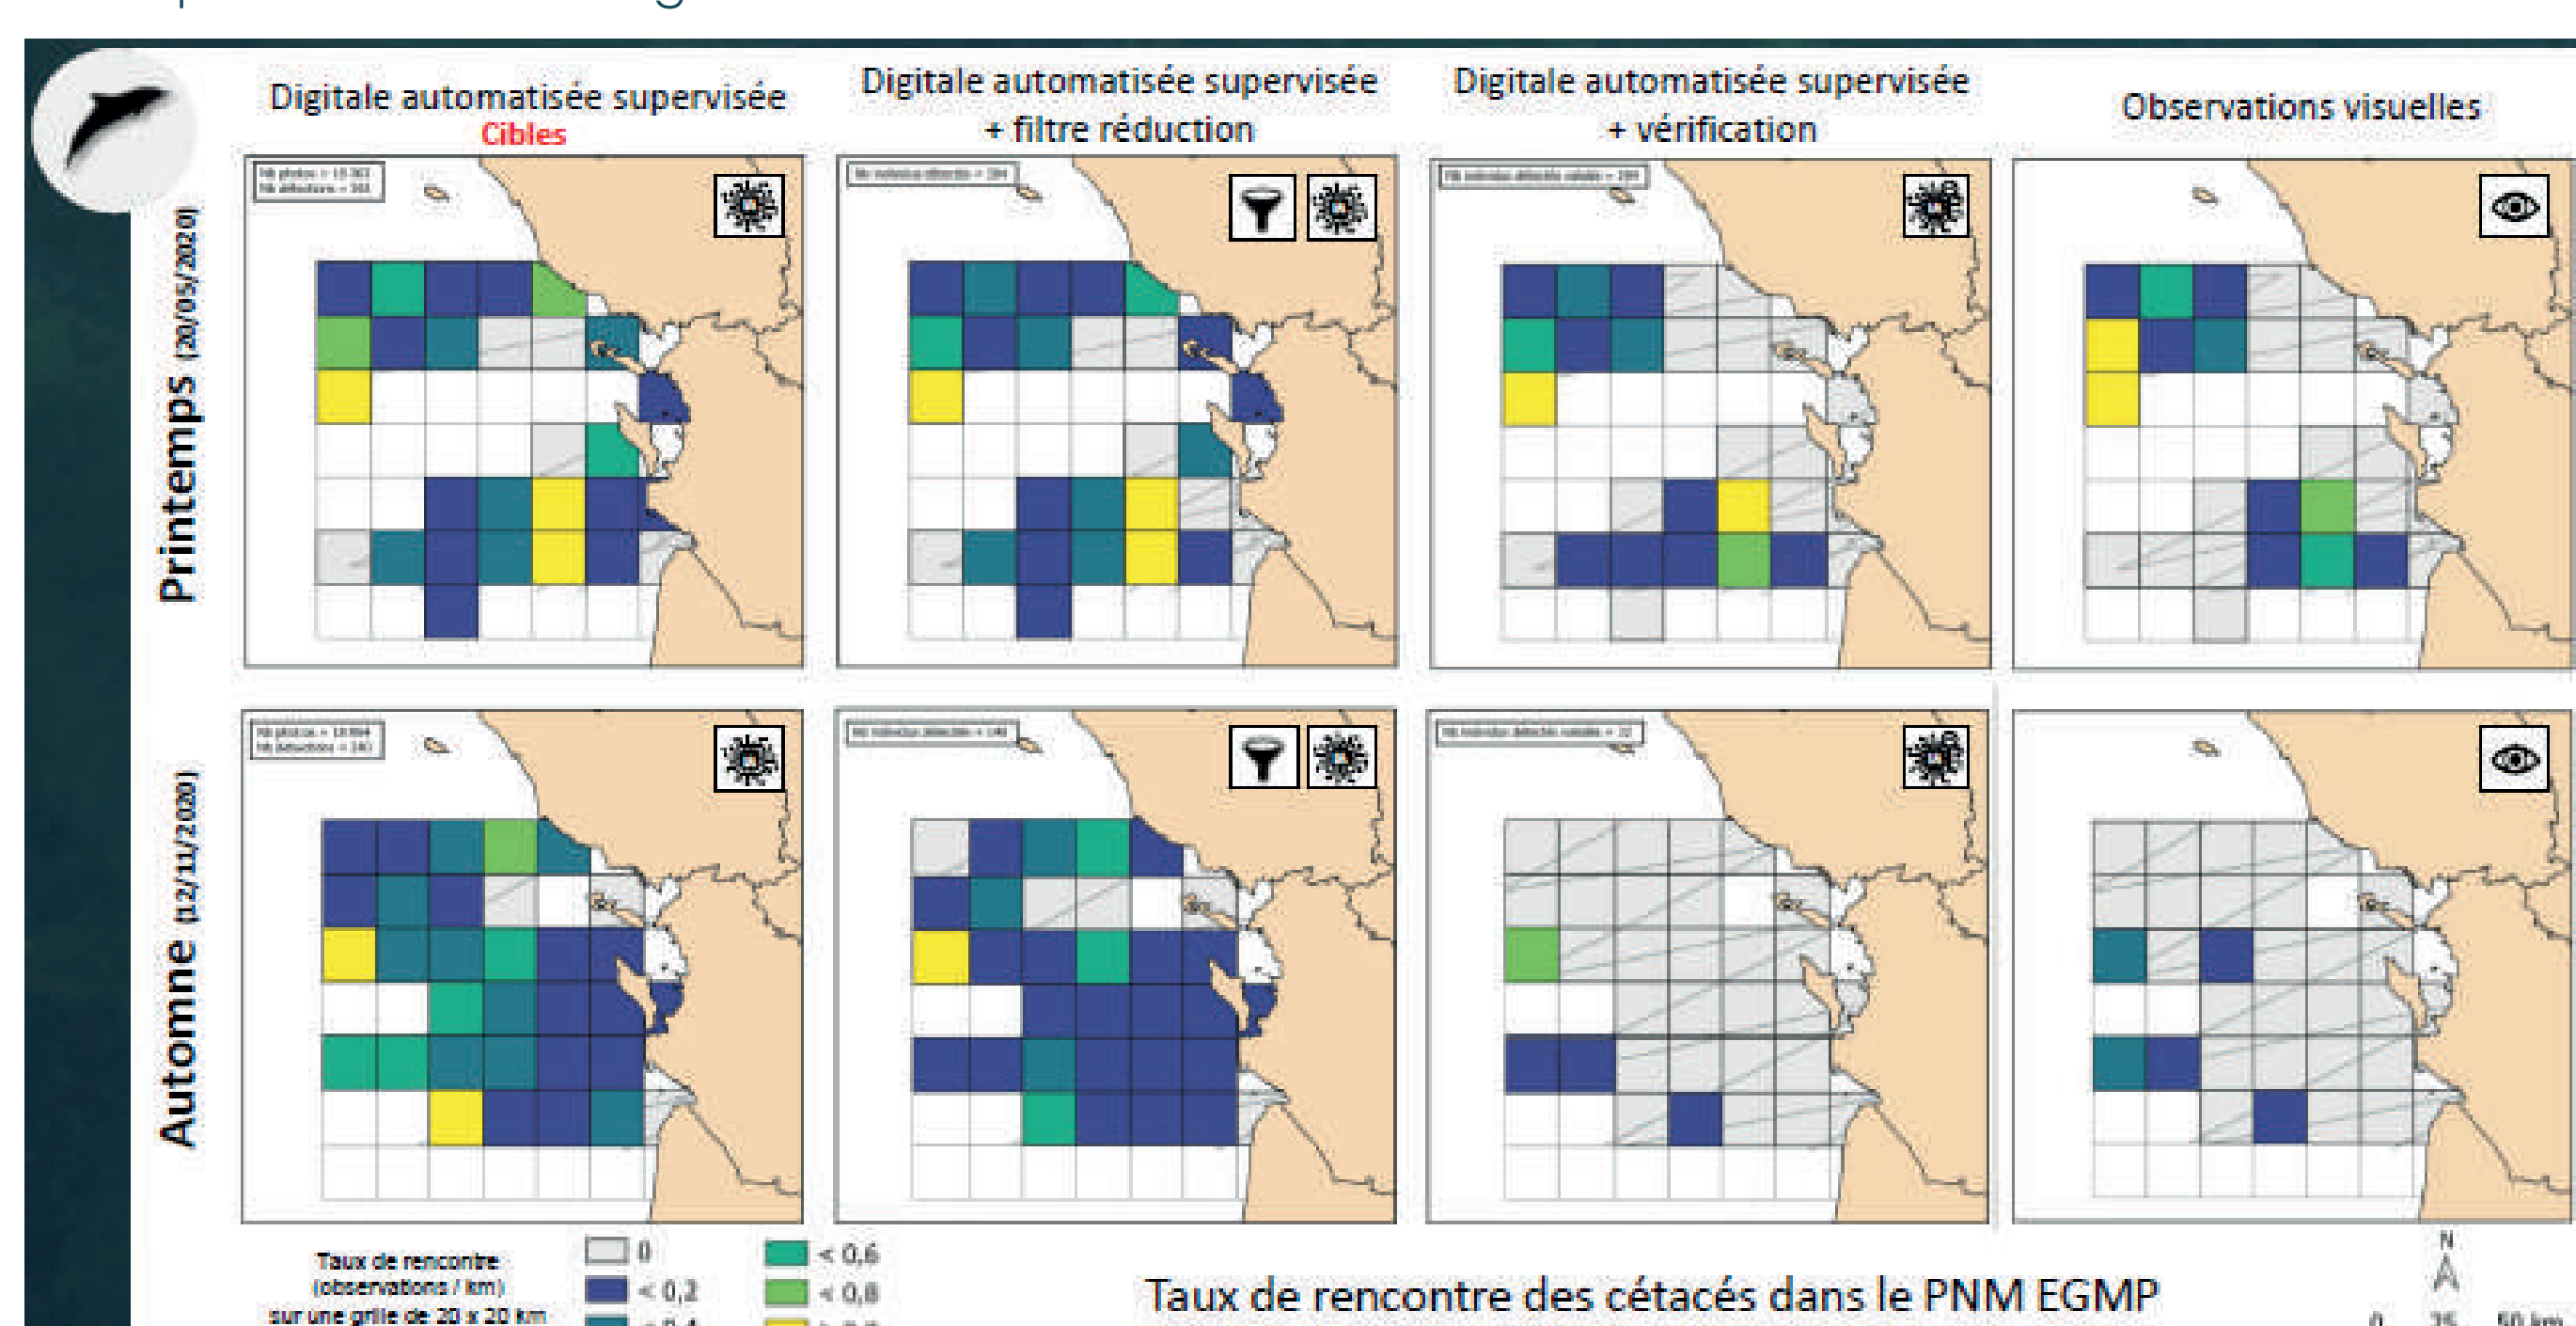 Digitale automatisée supervisée
Cibles
Digitale automatisée supervisée
+ filtre réduction
Digitale automatisée supervisée
+ vérification
Observations visuelles
Printemps (20/05/2020)
Automne (12/11/2020)
Taux de rencontre
(observations / km)
sur une grille de 20 x 20 km
0
< 0,2
< 0,6
< 0,8
Taux de rencontre des cétacés dans le PNM EGMP
N
0 25 50 km